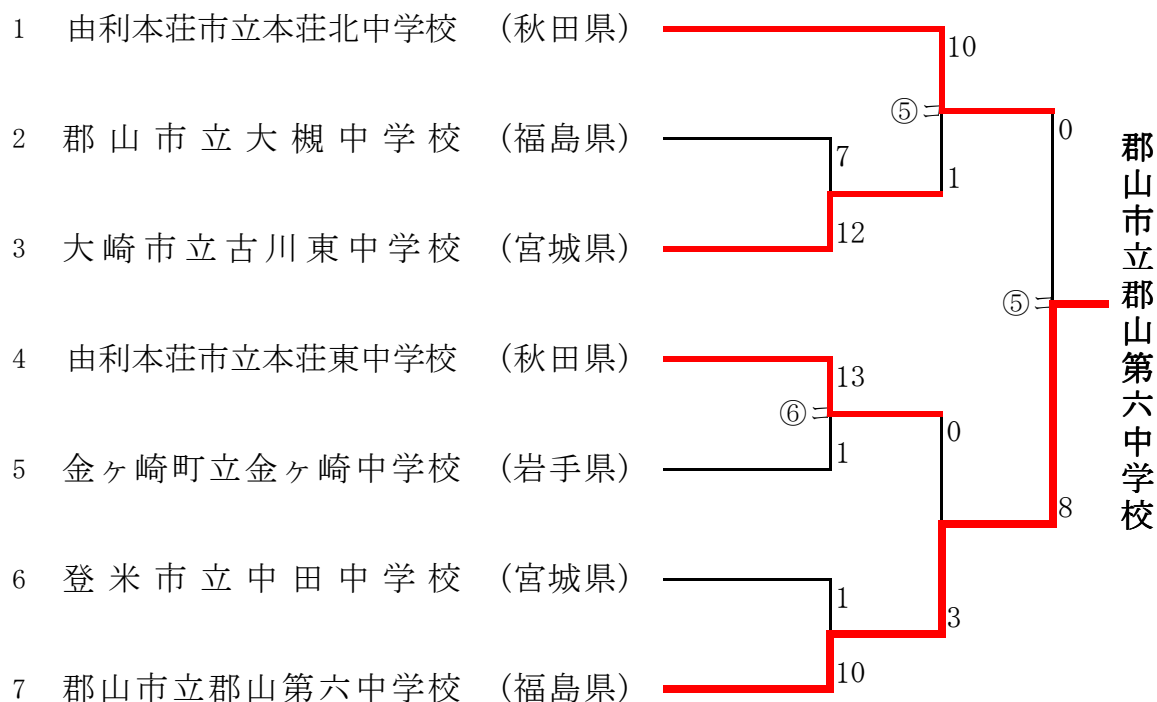 1 由利本荘市立本荘北中学校 (秋田県)
10
⑤コ
2 郡山市立大槻中学校 (福島県)
0
7
1
3 大崎市立古川東中学校 (宮城県)
12
⑤コ
4 由利本荘市立本荘東中学校 (秋田県)
13
⑥コ
0
5 金ヶ崎町立金ヶ崎中学校 (岩手県)
1
8
6 登米市立中田中学校 (宮城県)
1
3
7 郡山市立郡山第六中学校 (福島県)
10
郡山市立郡山第六中学校